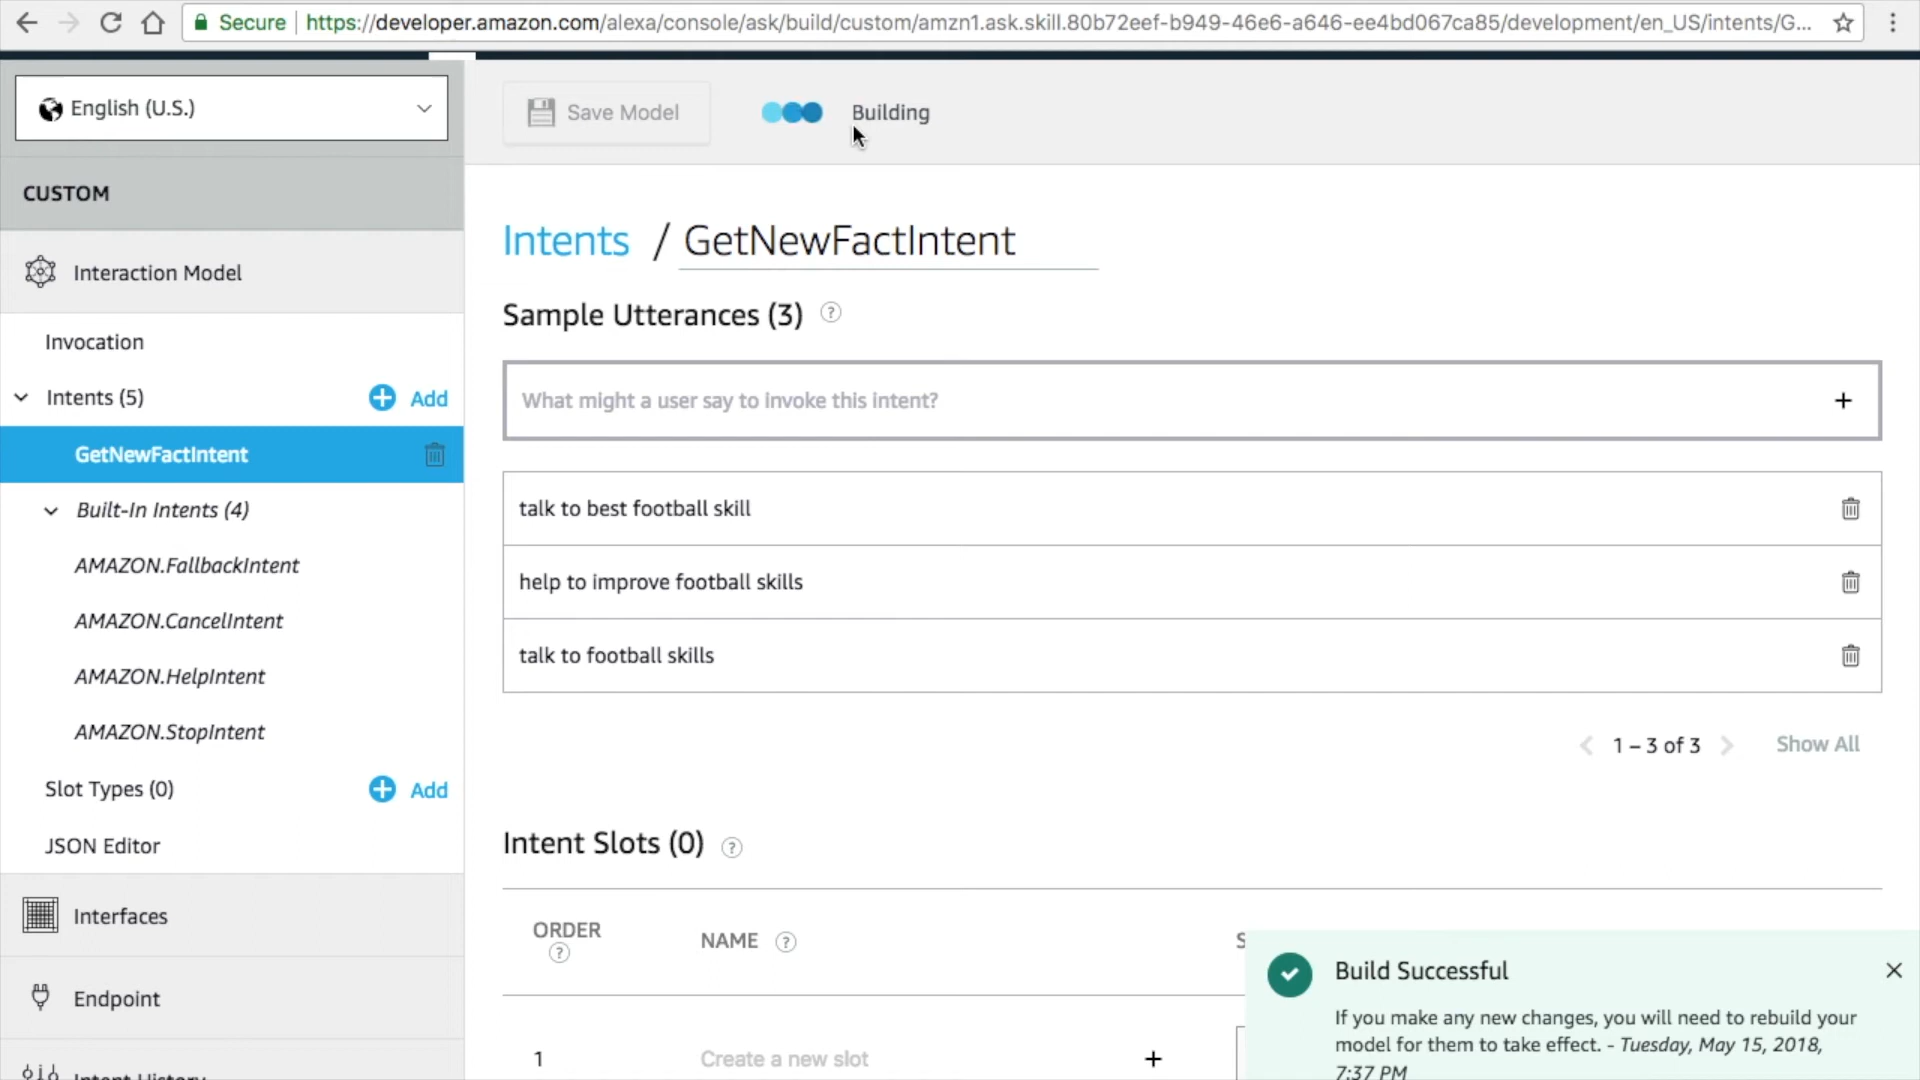 Secure https://developer.amazon.com/alexa/console/ask/build/custom/amzn1.ask.skill.80b72eef-b949-46e6-a646-ee4bd067ca85/development/en_US/intents/G...
English (U.S.)
Save Model
Building
CUSTOM
Interaction Model
Invocation
Intents (5)
Add
GetNewFactIntent
Built-In Intents (4)
AMAZON.FallbackIntent
AMAZON.CancelIntent
AMAZON.HelpIntent
AMAZON.StopIntent
Slot Types (0)
Add
JSON Editor
Interfaces
Endpoint
Intent History
Intents / GetNewFactIntent
Sample Utterances (3) ?
What might a user say to invoke this intent? +
talk to best football skill
help to improve football skills
talk to football skills
1 – 3 of 3
Show All
Intent Slots (0) ?
ORDER ?
NAME ?
S
1
Create a new slot +
Build Successful
If you make any new changes, you will need to rebuild your
model for them to take effect. - Tuesday, May 15, 2018,
7:37 PM